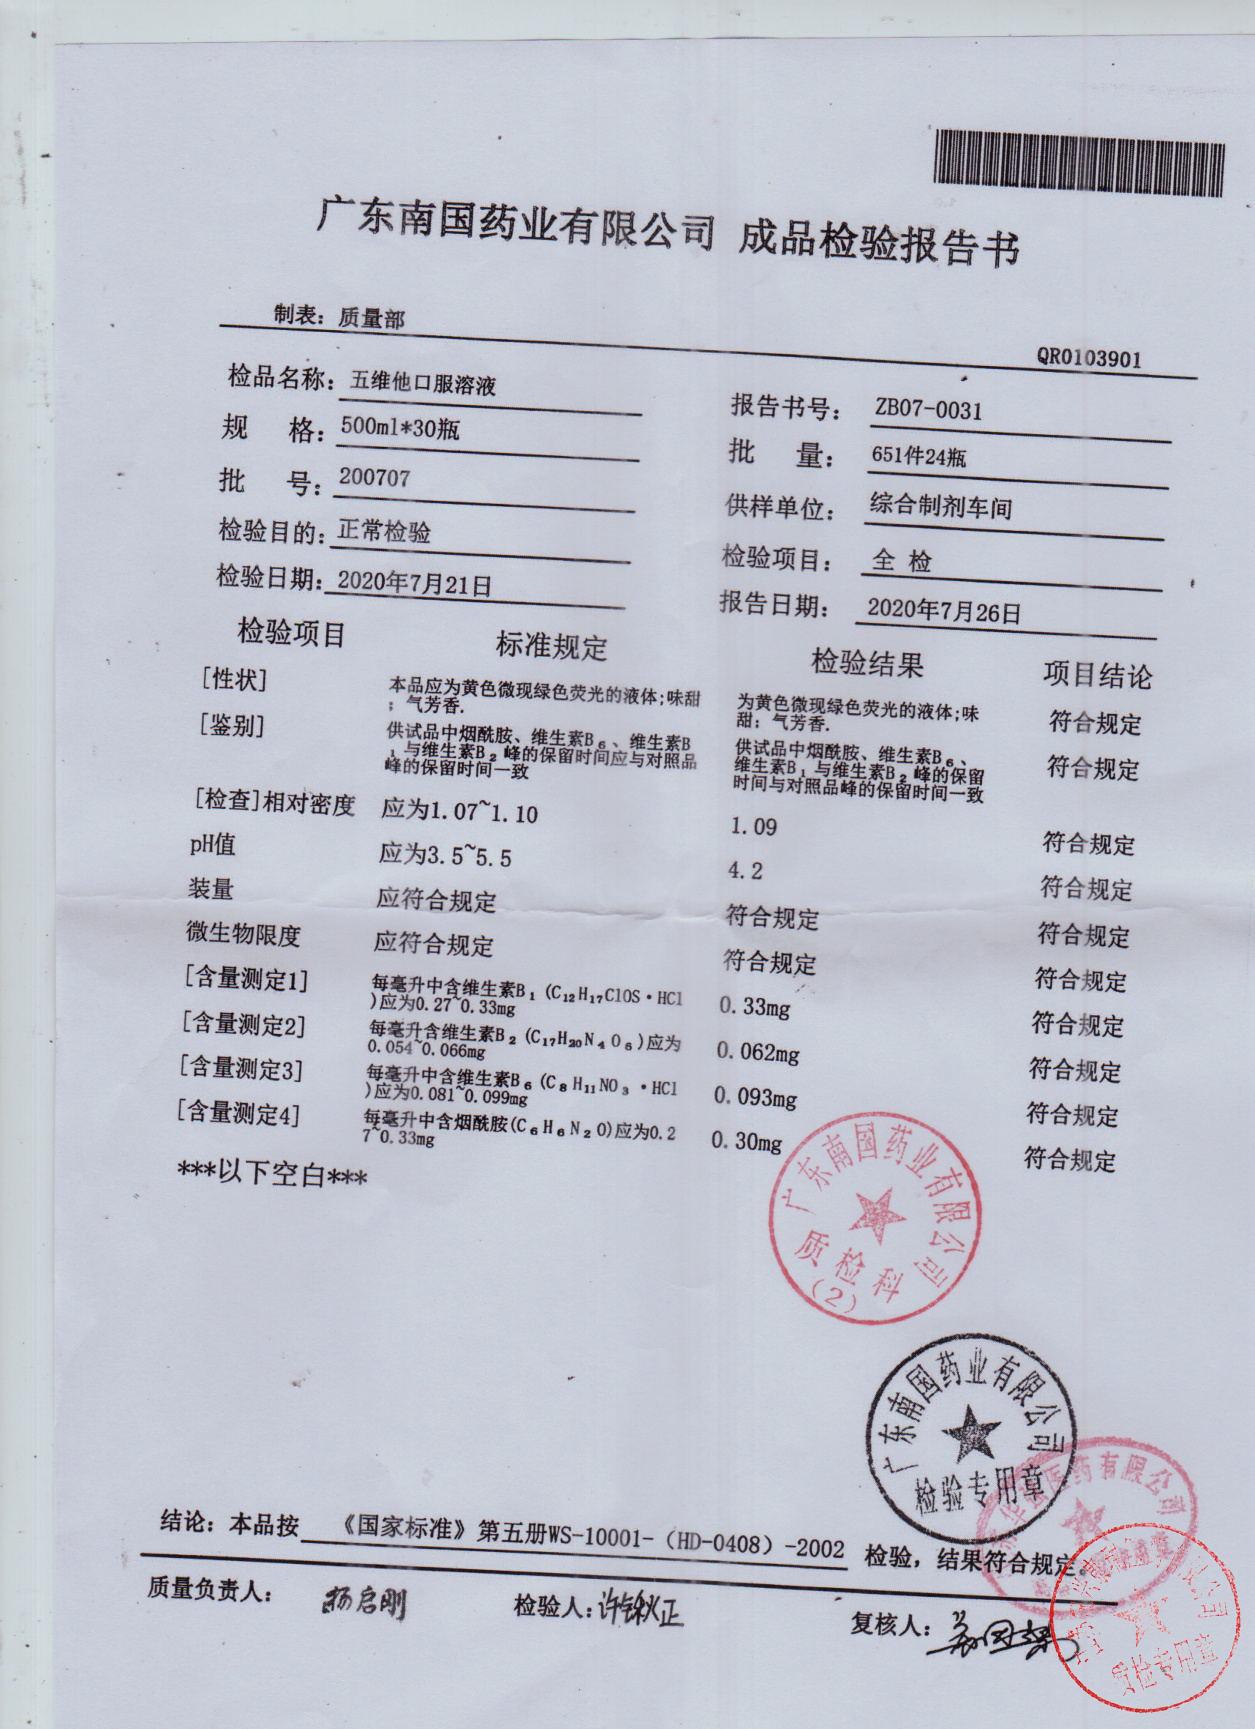 广东南国药业有限公司 成品检验报告书
制表：质量部
QR0103901
检品名称：五维他口服溶液
报告书号：ZB07-0031
规 格：500ml*30瓶
批 量：651件24瓶
批 号：200707
供样单位：综合制剂车间
检验目的：正常检验
检验项目：全 检
检验日期：2020年7月21日
报告日期：2020年7月26日
检验项目 标准规定 检验结果 项目结论
[性状] 本品应为黄色微现绿色荧光的液体;味甜 为黄色微现绿色荧光的液体;味 符合规定
；气芳香. 甜；气芳香.
[鉴别] 供试品中烟酰胺、维生素B₆、维生素B 供试品中烟酰胺、维生素B₆、 符合规定
₁与维生素B₂峰的保留时间应与对照品 维生素B₁与维生素B₂峰的保留
峰的保留时间一致 时间与对照品峰的保留时间一致
[检查]相对密度 应为1.07~1.10 1.09 符合规定
pH值 应为3.5~5.5 4.2 符合规定
装量 应符合规定 符合规定 符合规定
微生物限度 应符合规定 符合规定 符合规定
[含量测定1] 每毫升中含维生素B₁(C₁₂H₁₇ClOS·HCl 0.33mg 符合规定
)应为0.27~0.33mg
[含量测定2] 每毫升含维生素B₂(C₁₇H₂₀N₄O₆)应为 0.062mg 符合规定
0.054~0.066mg
[含量测定3] 每毫升中含维生素B₆(C₈H₁₁NO₃·HCl 0.093mg 符合规定
)应为0.081~0.099mg
[含量测定4] 每毫升中含烟酰胺(C₆H₆N₂O)应为0.2 0.30mg 符合规定
7~0.33mg
***以下空白***
广东南国药业有限公司
质检科
(2)
广东南国药业有限公司
检验专用章
医药有限公司
结论：本品按 《国家标准》第五册WS-10001-（HD-0408）-2002 检验，结果符合规定。
质量负责人：杨启刚 检验人：许铢正 复核人：
质检专用章